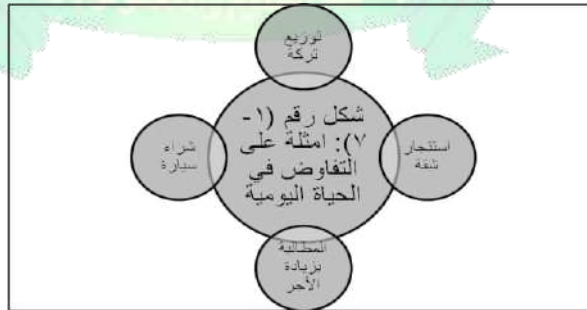 توزيع
تركة
شكل رقم (١-
٧): امثلة على
التفاوض في
الحياة اليومية
استئجار
شقة
شراء
سيارة
المطالبة
بزيادة
الأجر